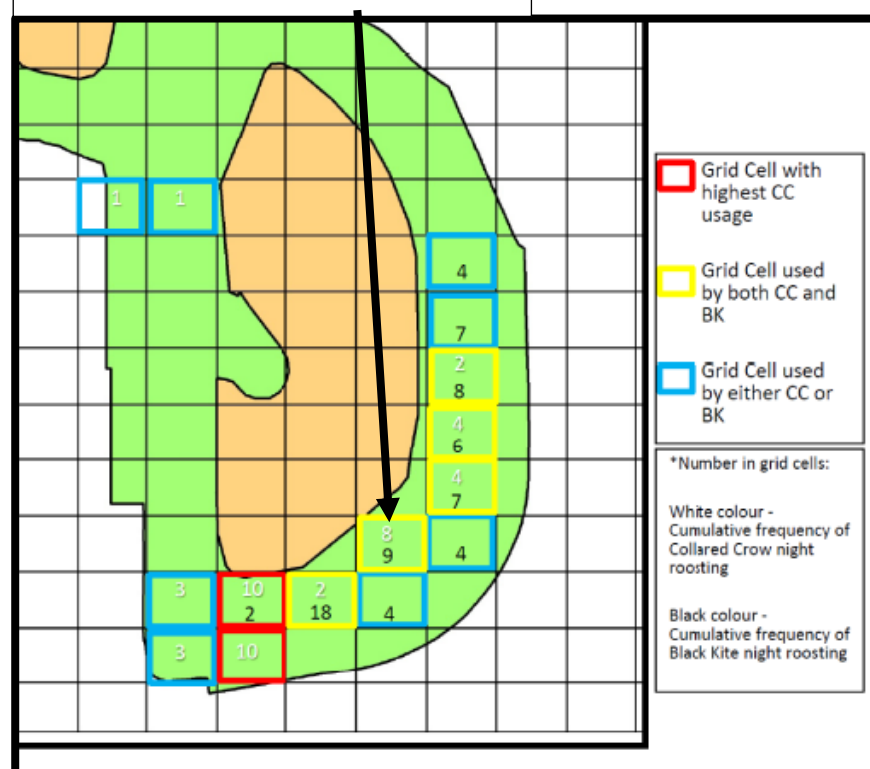 1 1
4
7
2
8
4
6
4
7
8
9
4
3 10 2
2 18 4
3 10
Grid Cell with
highest CC
usage
Grid Cell used
by both CC and
BK
Grid Cell used
by either CC or
BK
*Number in grid cells:
White colour -
Cumulative frequency of
Collared Crow night
roosting
Black colour -
Cumulative frequency of
Black Kite night roosting